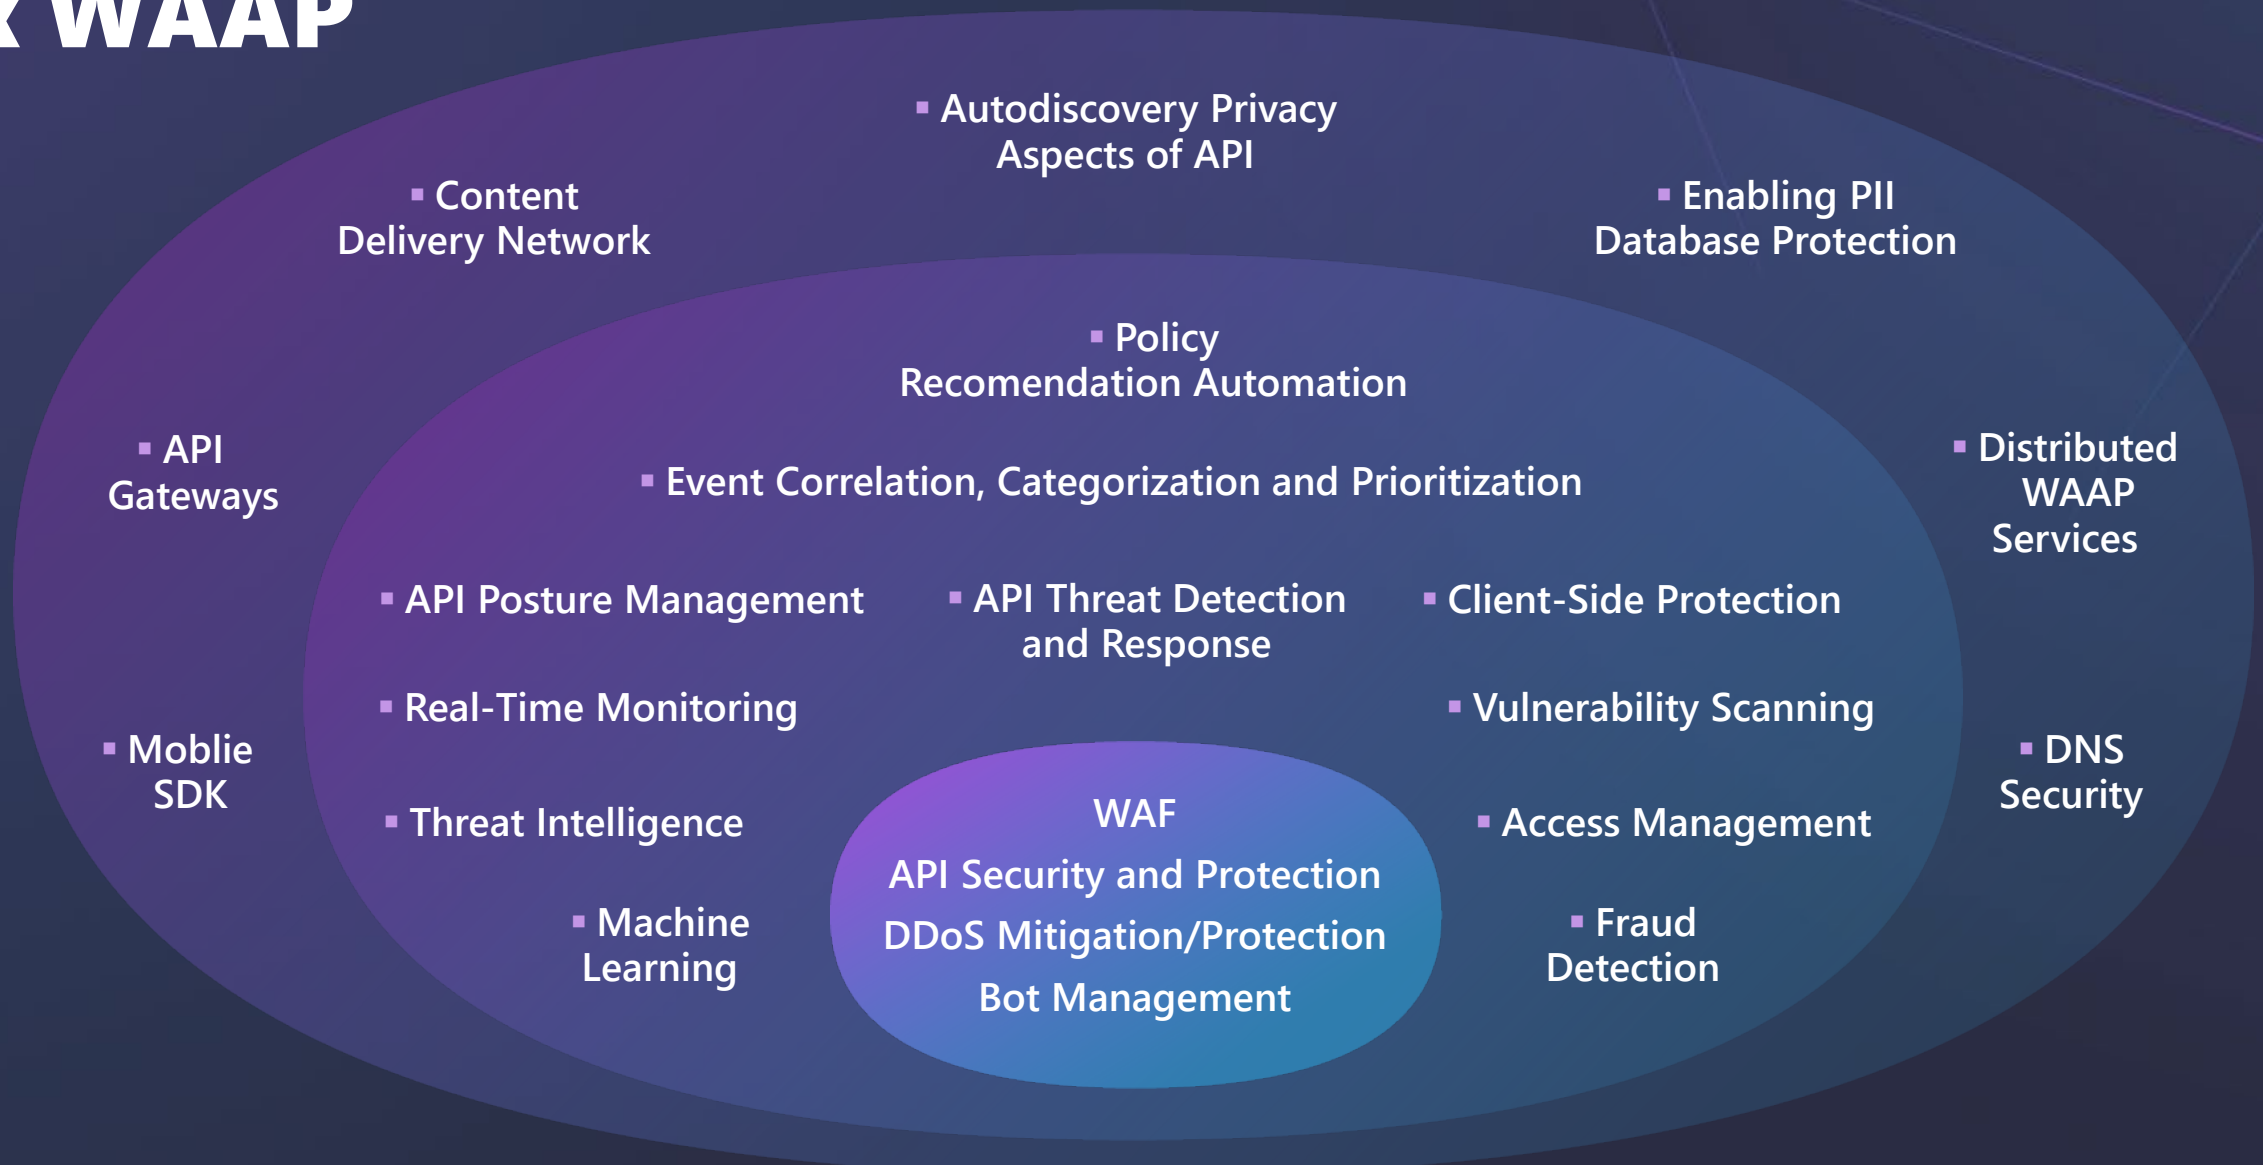 WAAP
▪ Autodiscovery Privacy
Aspects of API
▪ Content
Delivery Network
▪ Enabling PII
Database Protection
▪ Policy
Recomendation Automation
▪ API
Gateways
▪ Event Correlation, Categorization and Prioritization
▪ Distributed
WAAP
Services
▪ API Posture Management
▪ API Threat Detection
and Response
▪ Client-Side Protection
▪ Real-Time Monitoring
▪ Vulnerability Scanning
▪ Moblie
SDK
▪ DNS
Security
▪ Threat Intelligence
▪ Access Management
WAF
API Security and Protection
DDoS Mitigation/Protection
Bot Management
▪ Machine
Learning
▪ Fraud
Detection